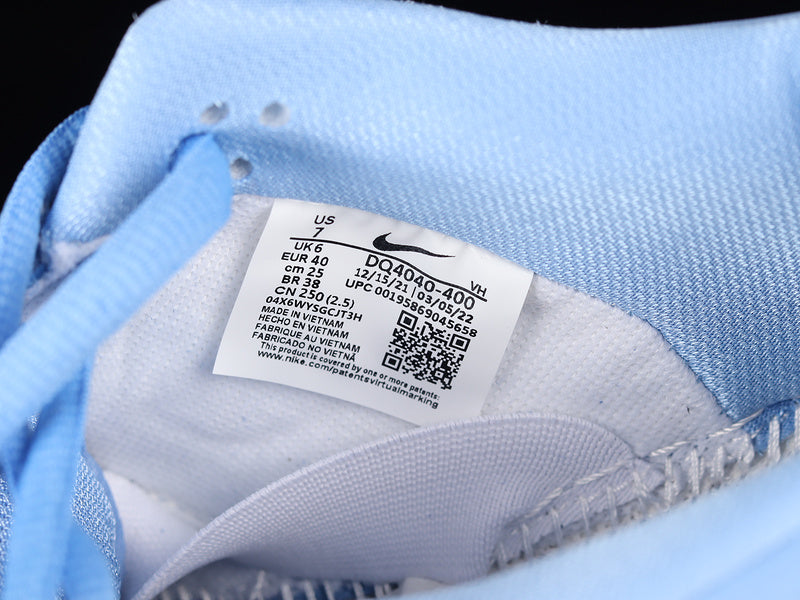 US
7
UK 6
EUR 40
cm 25
BR 38
CN 250 (2.5)
04X6WYSGCJT3H
MADE IN VIETNAM
HECHO EN VIETNAM
FABRIQUE AU VIETNAM
FABRICADO NO VIETNÃ
This product is covered by one or more patents:
www.nike.com/patentsvirtualmarking
VH
DQ4040-400
12/15/21 | 03/05/22
UPC 00195869045658